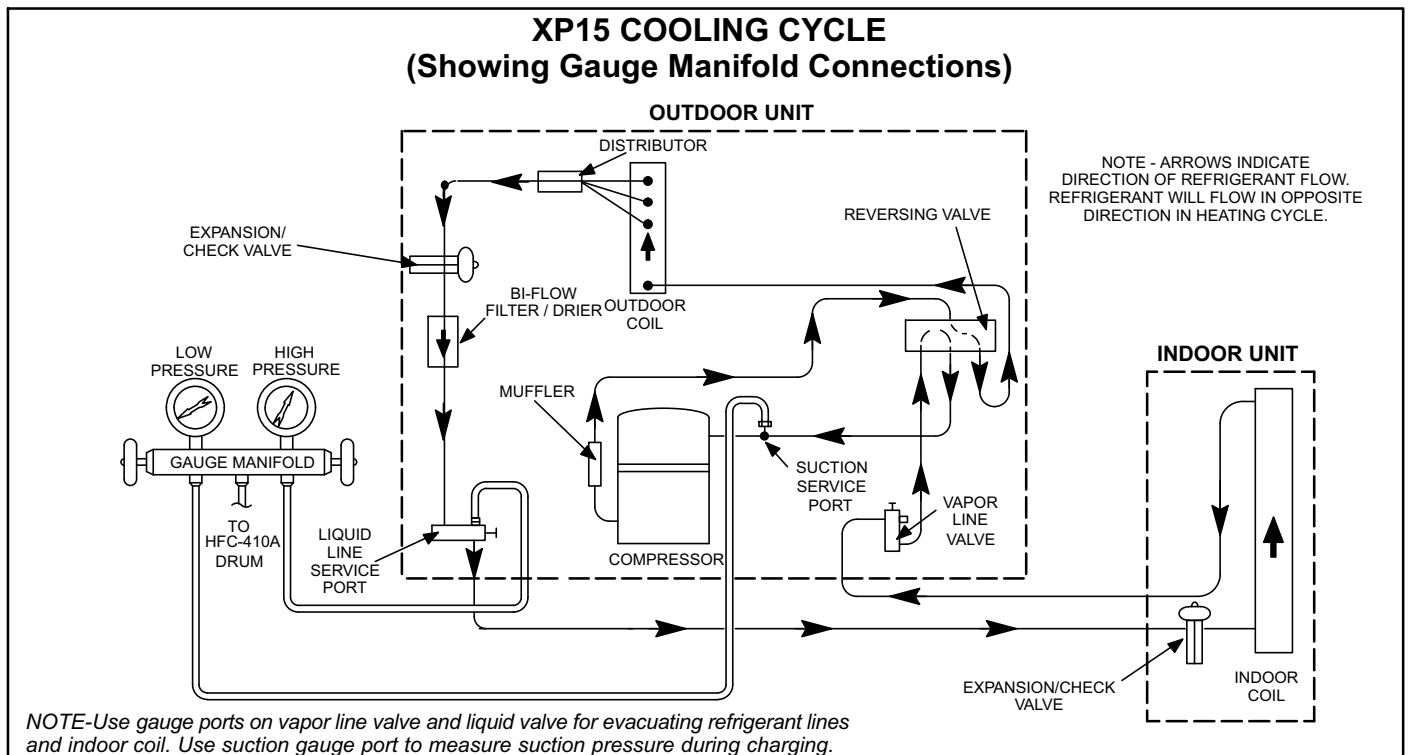 XP15 COOLING CYCLE
(Showing Gauge Manifold Connections)
OUTDOOR UNIT
DISTRIBUTOR
NOTE - ARROWS INDICATE
DIRECTION OF REFRIGERANT FLOW.
REFRIGERANT WILL FLOW IN OPPOSITE
DIRECTION IN HEATING CYCLE.
REVERSING VALVE
EXPANSION/
CHECK VALVE
BI-FLOW
FILTER / DRIER
OUTDOOR
COIL
LOW
PRESSURE
HIGH
PRESSURE
INDOOR UNIT
MUFFLER
GAUGE MANIFOLD
SUCTION
SERVICE
PORT
VAPOR
LINE
VALVE
TO
HFC-410A
DRUM
LIQUID
LINE
SERVICE
PORT
COMPRESSOR
EXPANSION/CHECK
VALVE
INDOOR
COIL
NOTE-Use gauge ports on vapor line valve and liquid valve for evacuating refrigerant lines
and indoor coil. Use suction gauge port to measure suction pressure during charging.